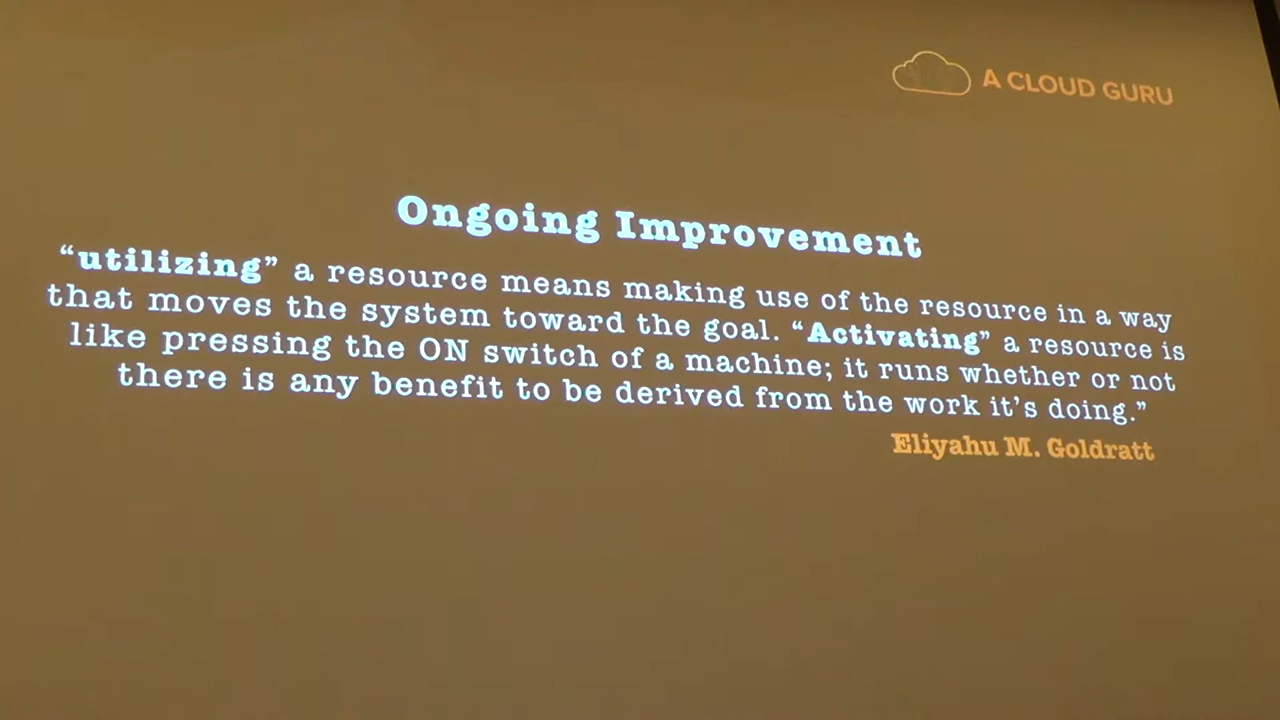 A CLOUD GURU
Ongoing Improvement
“utilizing” a resource means making use of the resource in a way
that moves the system toward the goal. “Activating” a resource is
like pressing the ON switch of a machine; it runs whether or not
there is any benefit to be derived from the work it’s doing.”
Eliyahu M. Goldratt